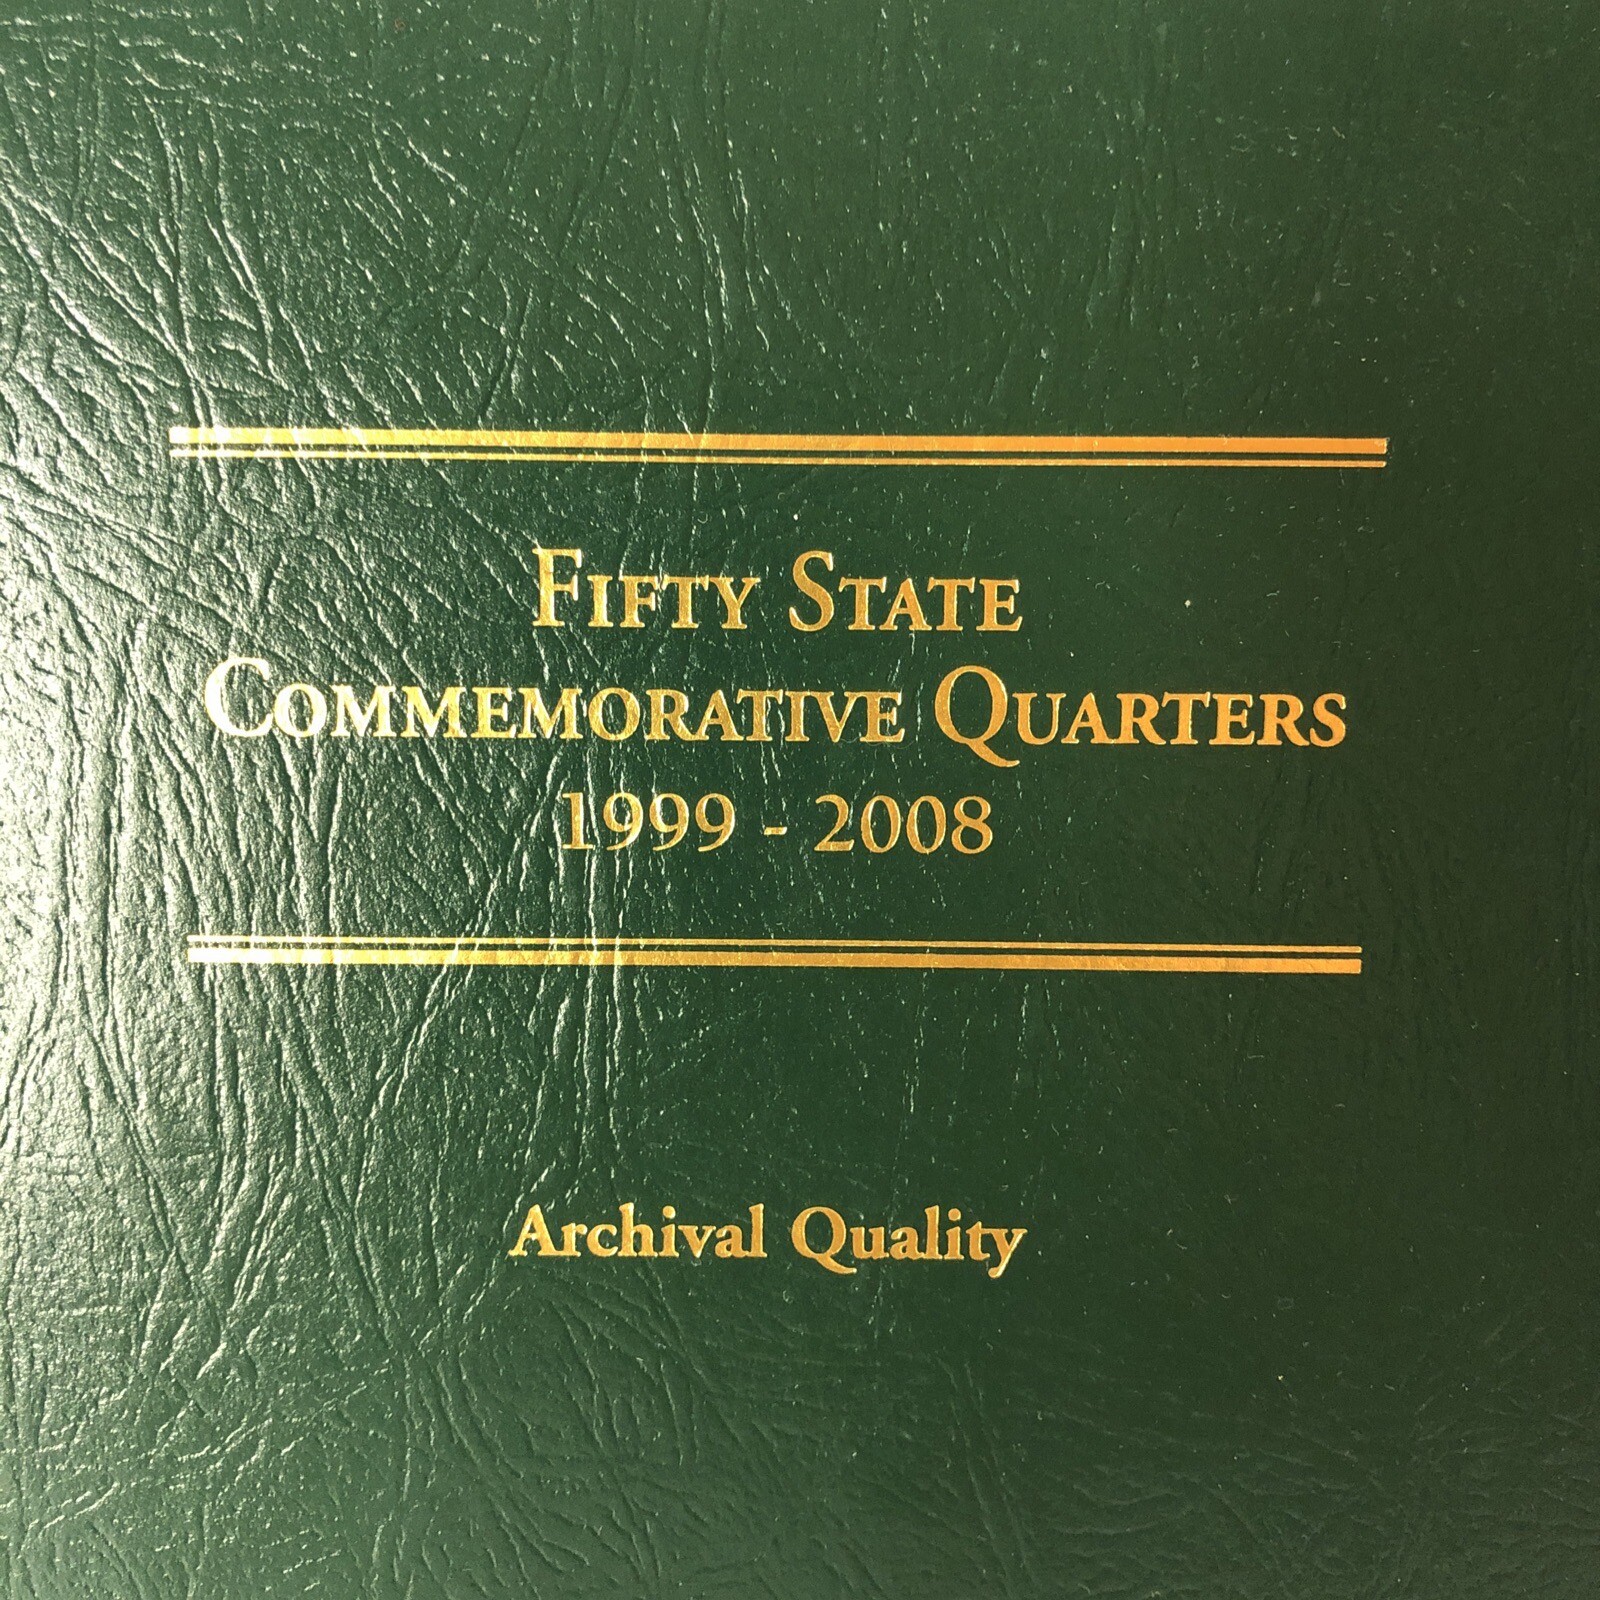 Fifty State
Commemorative Quarters
1999 - 2008
Archival Quality